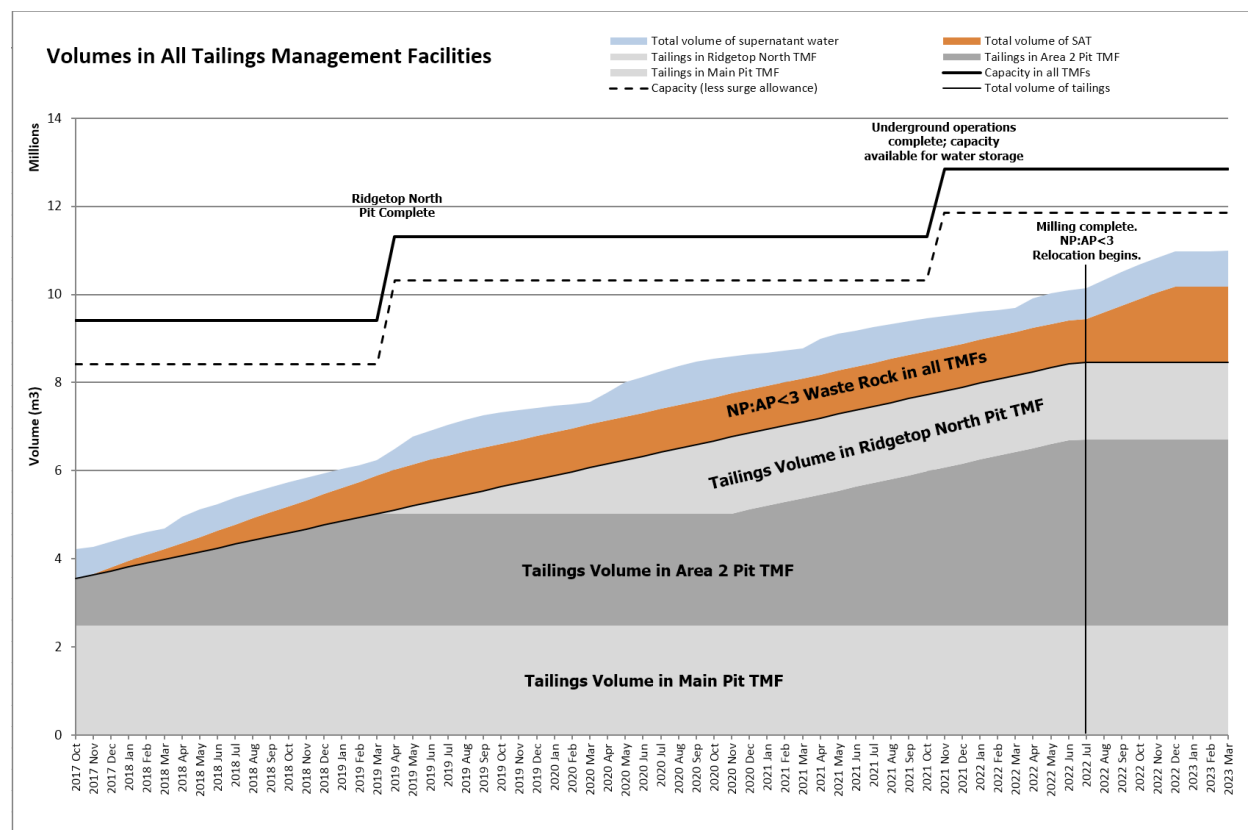 Volumes in All Tailings Management Facilities
Total volume of supernatant water
Total volume of SAT
Tailings in Ridgetop North TMF
Tailings in Area 2 Pit TMF
Tailings in Main Pit TMF
Capacity in all TMFs
Capacity (less surge allowance)
Total volume of tailings
Millions
Volume (m3)
14
12
10
8
6
4
2
0
Underground operations
complete; capacity
available for water storage
Ridgetop North
Pit Complete
Milling complete.
NP:AP<3
Relocation begins.
NP:AP<3 Waste Rock in all TMFs
Tailings Volume in Ridgetop North Pit TMF
Tailings Volume in Area 2 Pit TMF
Tailings Volume in Main Pit TMF
2017 Oct
2017 Nov
2017 Dec
2018 Jan
2018 Feb
2018 Mar
2018 Apr
2018 May
2018 Jun
2018 Jul
2018 Aug
2018 Sep
2018 Oct
2018 Nov
2018 Dec
2019 Jan
2019 Feb
2019 Mar
2019 Apr
2019 May
2019 Jun
2019 Jul
2019 Aug
2019 Sep
2019 Oct
2019 Nov
2019 Dec
2020 Jan
2020 Feb
2020 Mar
2020 Apr
2020 May
2020 Jun
2020 Jul
2020 Aug
2020 Sep
2020 Oct
2020 Nov
2020 Dec
2021 Jan
2021 Feb
2021 Mar
2021 Apr
2021 May
2021 Jun
2021 Jul
2021 Aug
2021 Sep
2021 Oct
2021 Nov
2021 Dec
2022 Jan
2022 Feb
2022 Mar
2022 Apr
2022 May
2022 Jun
2022 Jul
2022 Aug
2022 Sep
2022 Oct
2022 Nov
2022 Dec
2023 Jan
2023 Feb
2023 Mar